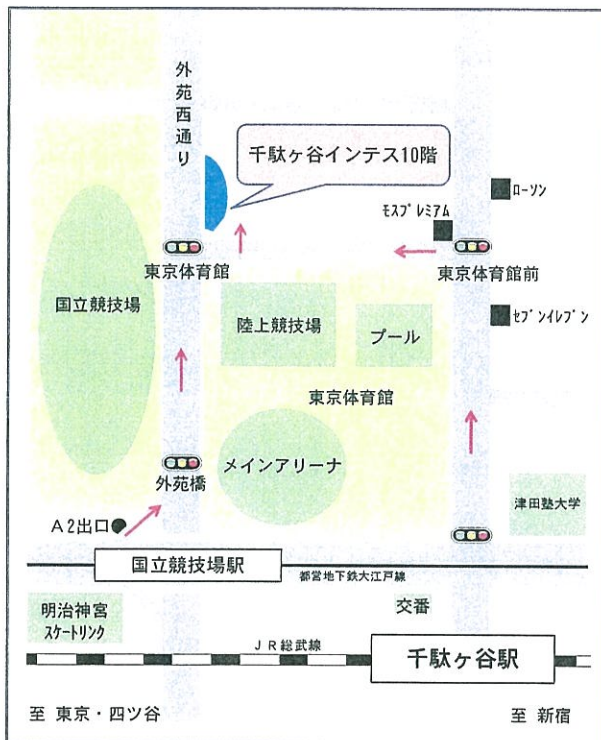 外苑西通り
千駄ヶ谷インテス10階
ローソン
モスプレミアム
東京体育館
東京体育館前
国立競技場
陸上競技場
プール
セブンイレブン
東京体育館
メインアリーナ
外苑橋
津田塾大学
A2出口
国立競技場駅
都営地下鉄大江戸線
交番
明治神宮
スケートリンク
JR総武線
千駄ヶ谷駅
至 東京・四ツ谷
至 新宿